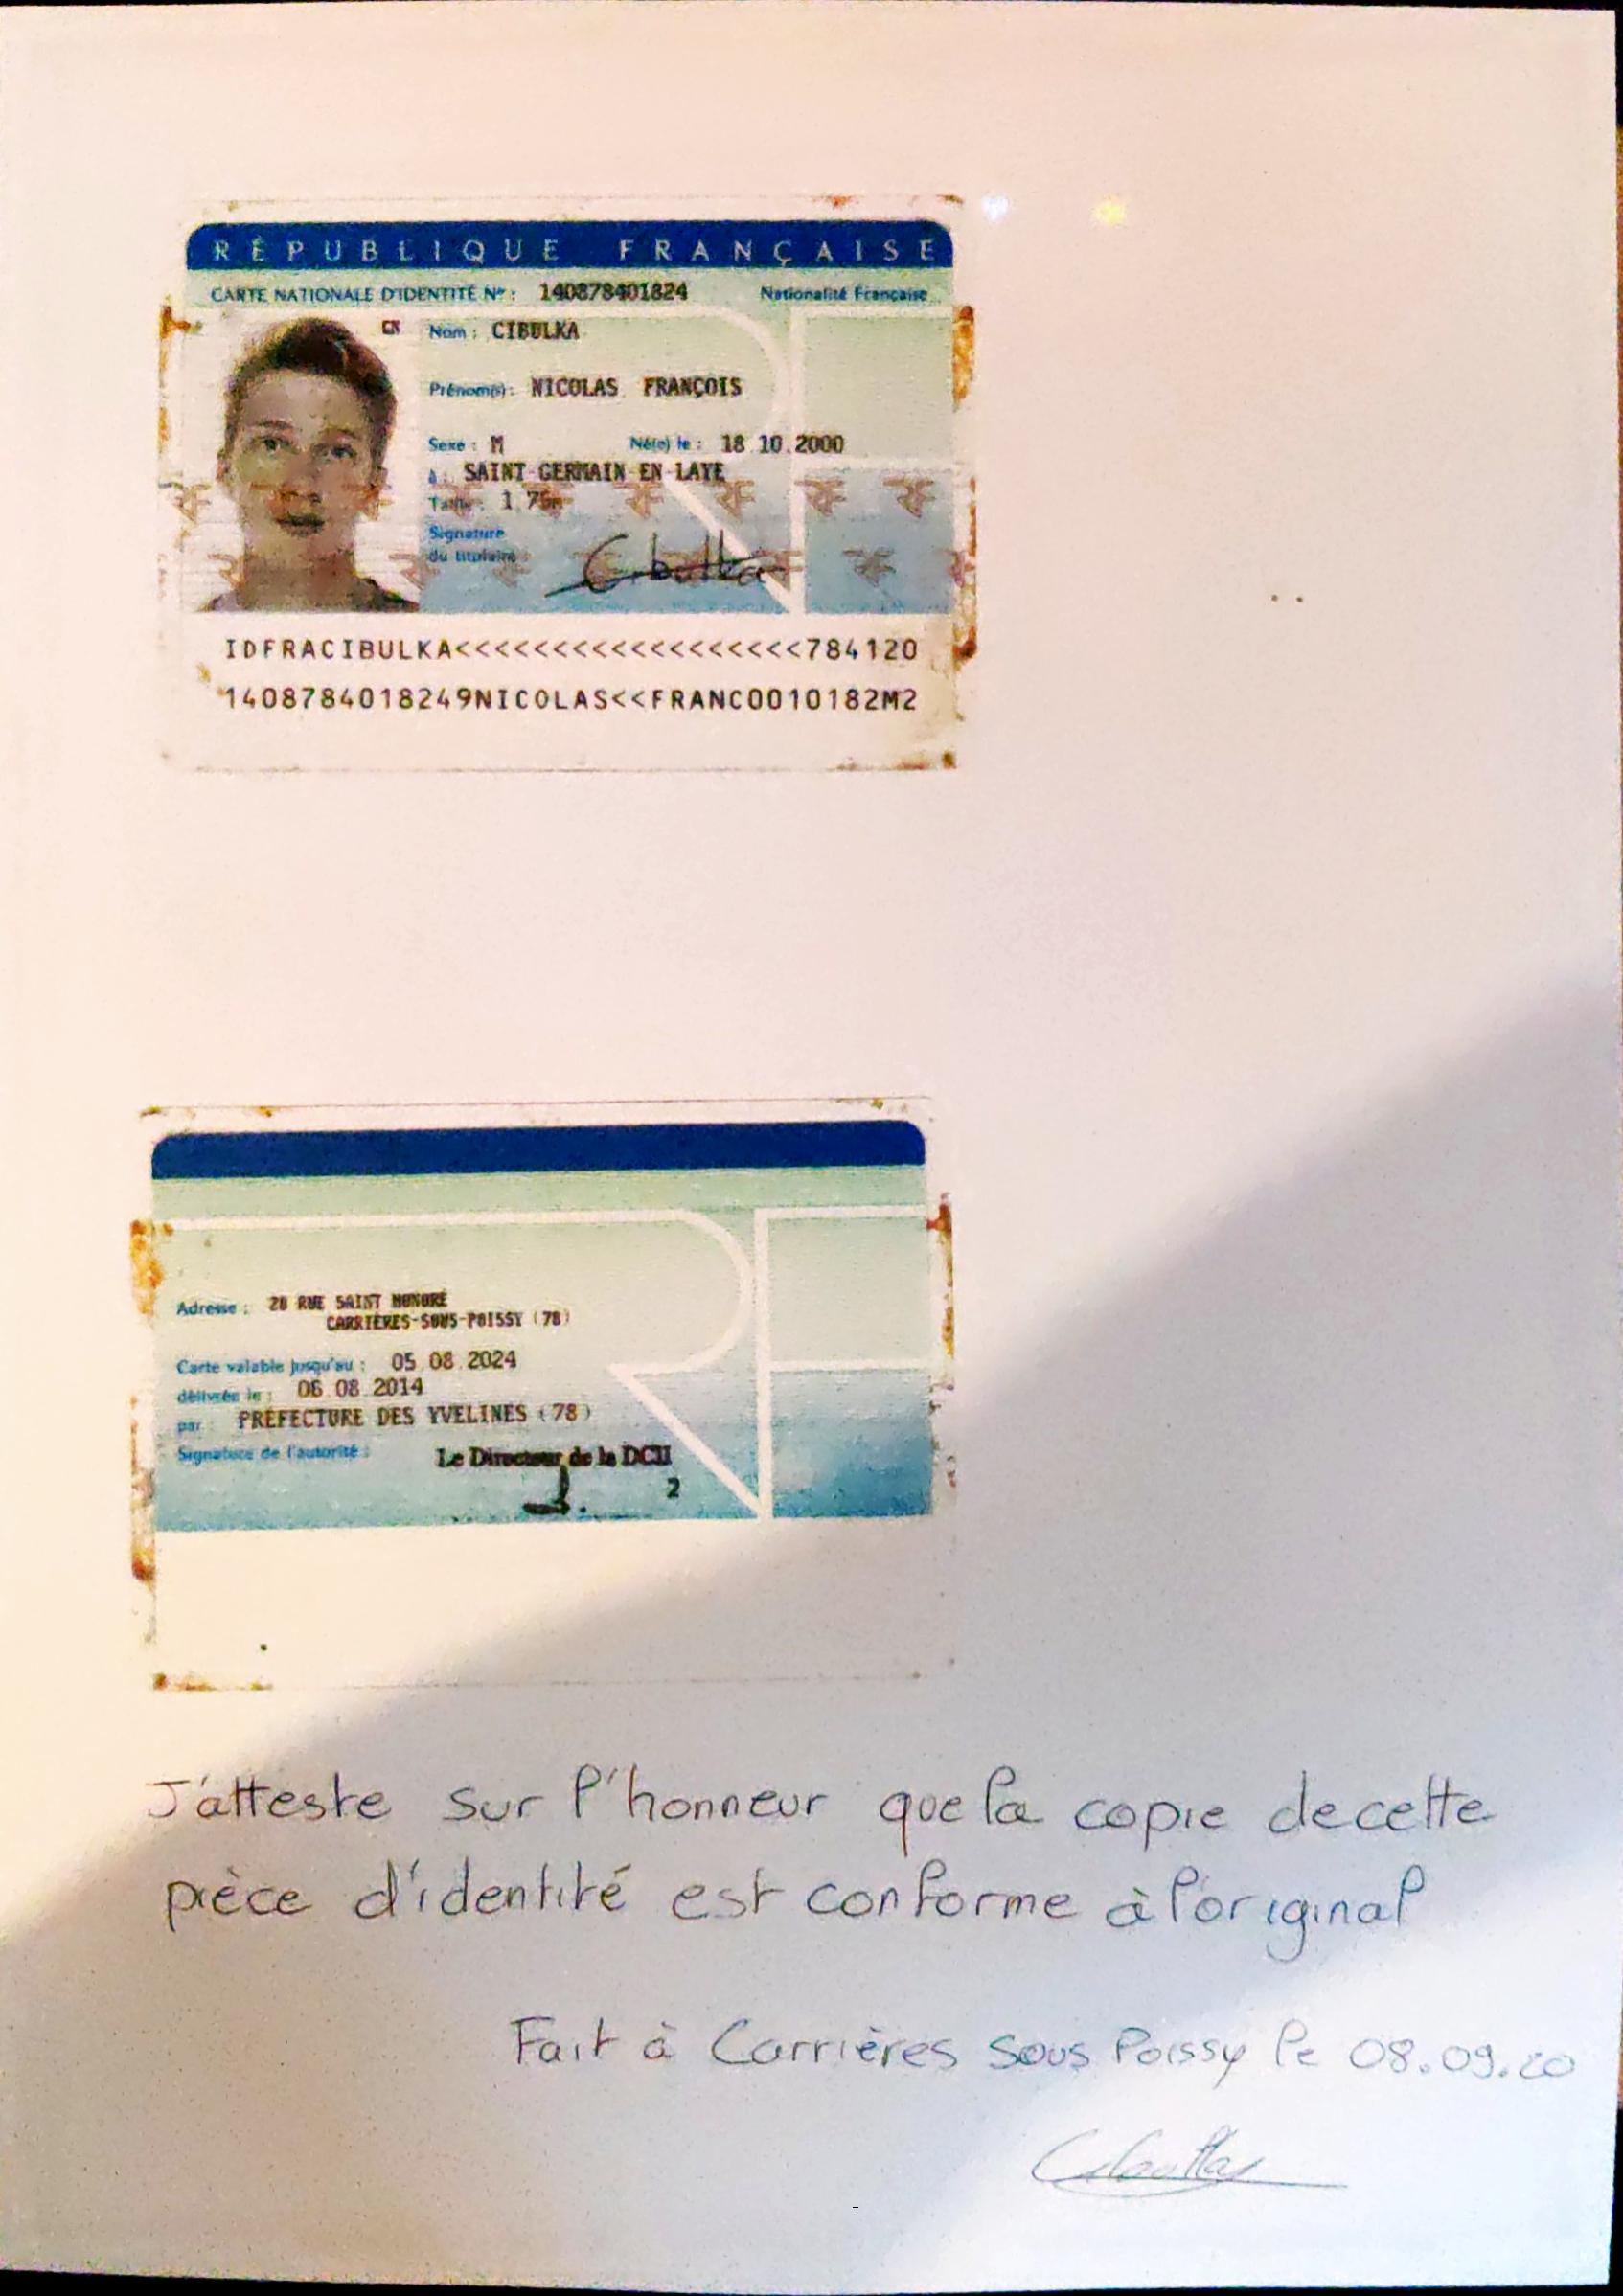 RÉPUBLIQUE FRANÇAISE
CARTE NATIONALE D'IDENTITÉ N° : 140878401824 Nationalité Française
CN Nom : CIBULKA
Prénom(s) : NICOLAS FRANÇOIS
Sexe : M Né(e) le : 18.10.2000
à : SAINT GERMAIN EN LAYE
Taille : 1,75m
Signature
du titulaire :
Cibulka
IDFRACIBULKA<<<<<<<<<<<<<<<<<<784120
1408784018249NICOLAS<<FRANC0010182M2
Adresse : 28 RUE SAINT HONORÉ
CARRIÈRES-SOUS-POISSY (78)
Carte valable jusqu'au : 05.08.2024
délivrée le : 06.08.2014
par : PRÉFECTURE DES YVELINES (78)
Signature de l'autorité :
Le Directeur de la DCII
2
J'atteste sur l'honneur que la copie de cette
pièce d'identité est conforme à l'original
Fait à Carrières sous Poissy le 08.09.20